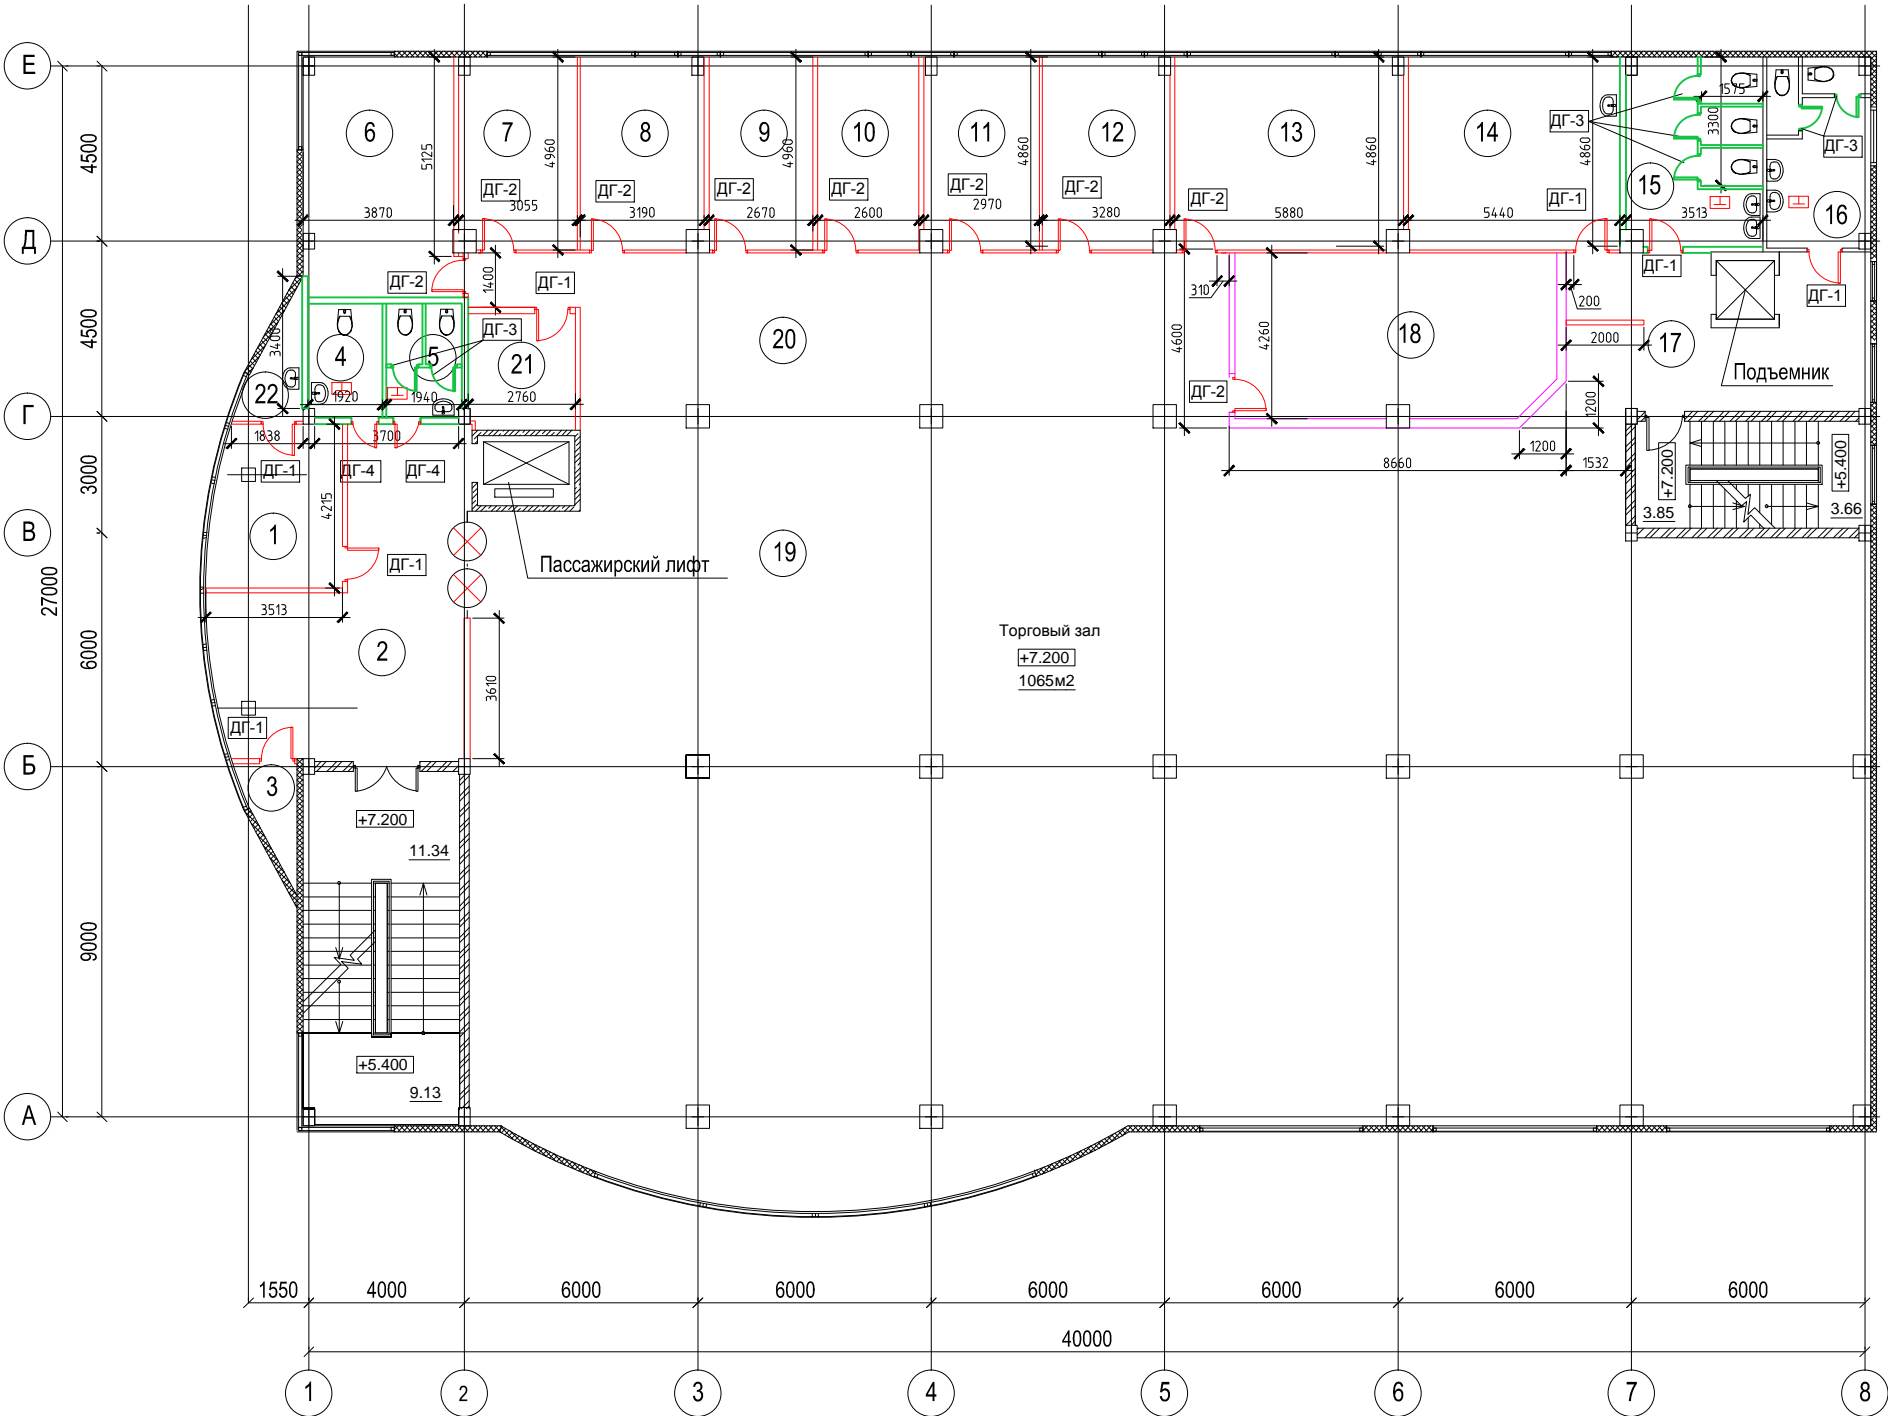 Е
6
7
8
9
10
11
12
13
14
15
16
ДГ-3
ДГ-3
1575
3300
4500
5125
4960
4960
4860
4860
4860
ДГ-2
ДГ-2
ДГ-2
ДГ-2
ДГ-2
ДГ-2
ДГ-2
ДГ-1
3870
3055
3190
2670
2600
2970
3280
5880
5440
3513
Д
ДГ-2
1400
ДГ-1
310
200
ДГ-1
ДГ-1
4500
3400
4
5
ДГ-3
21
20
4600
4260
18
2000
17
Подъемник
22
1920
1940
2760
ДГ-2
1200
Г
1838
3700
1200
8660
1532
3000
ДГ-1
ДГ-4
ДГ-4
4215
+7.200
+5.400
3.85
3.66
В
1
ДГ-1
Пассажирский лифт
19
27000
3513
2
6000
3610
Торговый зал
+7.200
1065м2
ДГ-1
Б
3
+7.200
11.34
9000
+5.400
9.13
А
1550
4000
6000
6000
6000
6000
6000
6000
40000
1
2
3
4
5
6
7
8